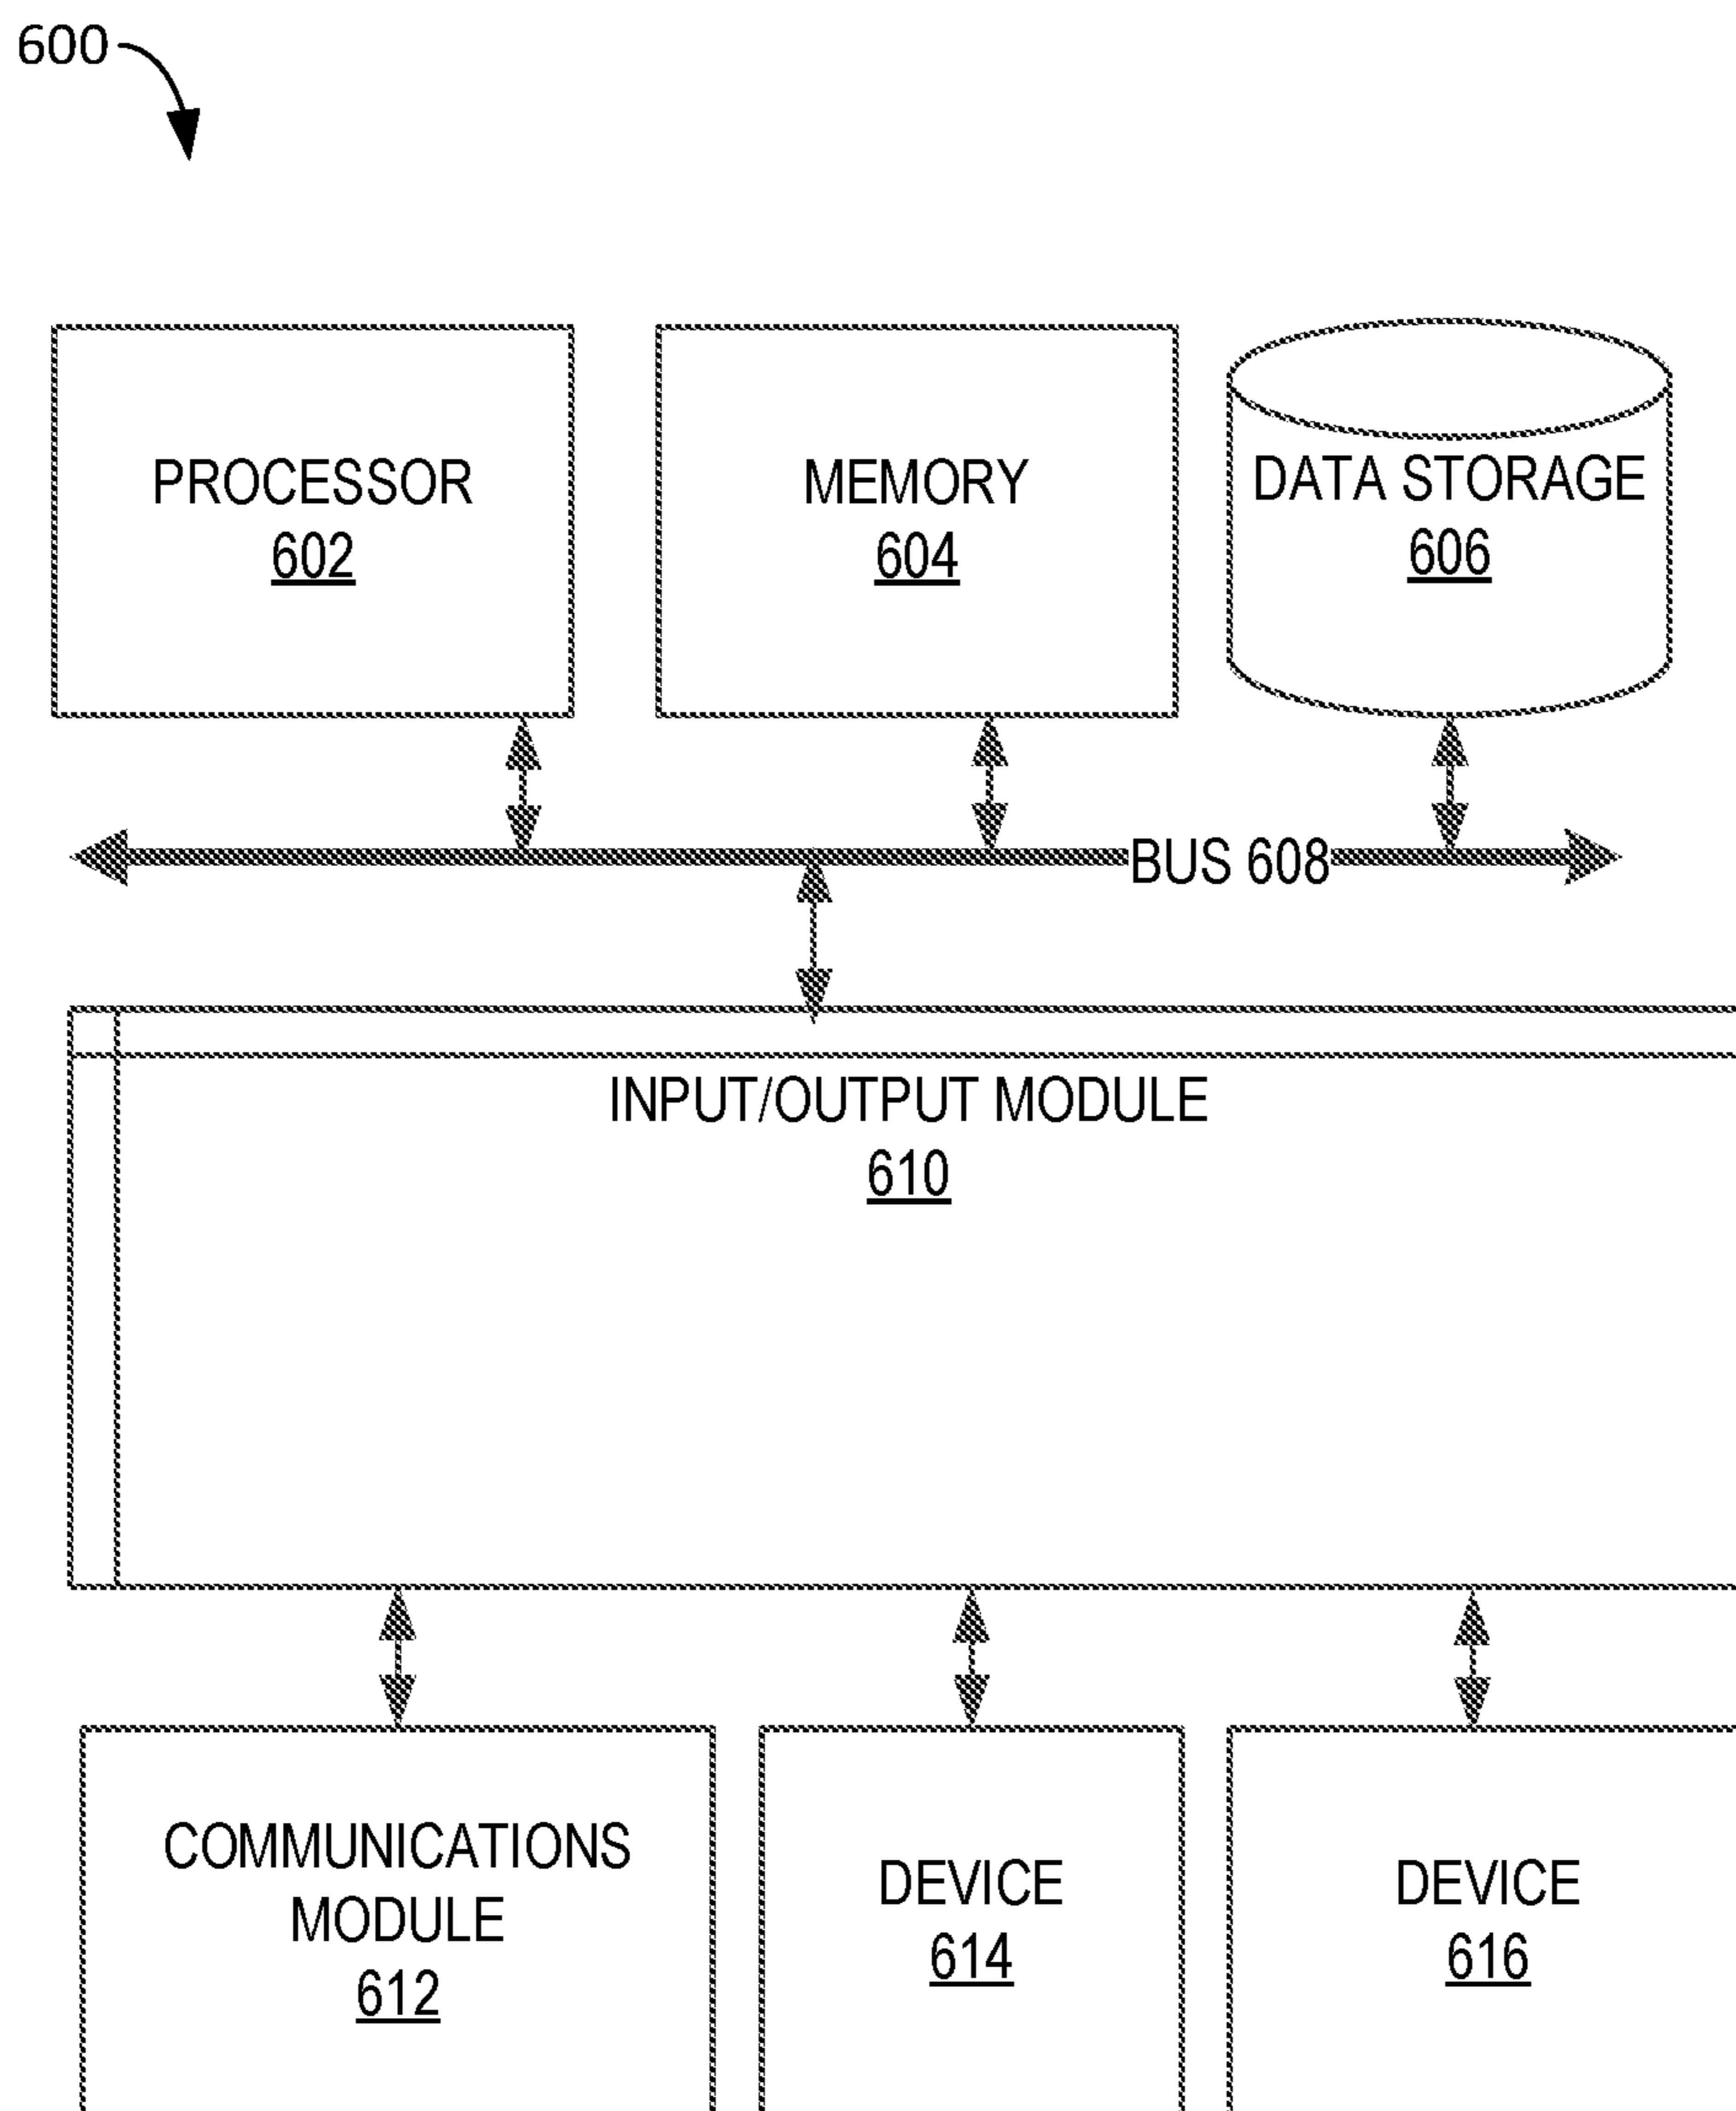 600
PROCESSOR
602
MEMORY
604
DATA STORAGE
606
BUS 608
INPUT/OUTPUT MODULE
610
COMMUNICATIONS
MODULE
612
DEVICE
614
DEVICE
616